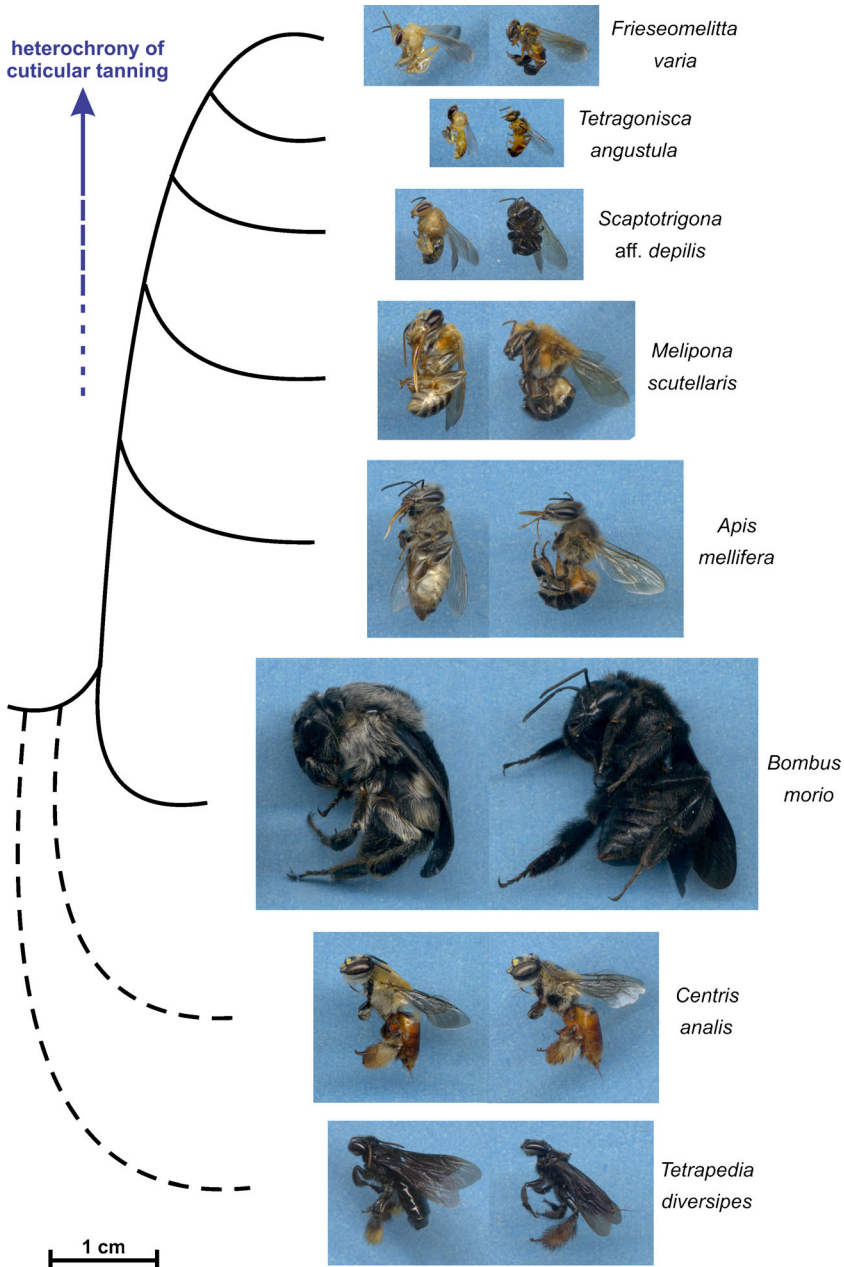 heterochrony of
cuticular tanning
Frieseomelitta
varia
Tetragonisca
angustula
Scaptotrigona
aff. depilis
Melipona
scutellaris
Apis
mellifera
Bombus
morio
Centris
analis
Tetrapedia
diversipes
1 cm